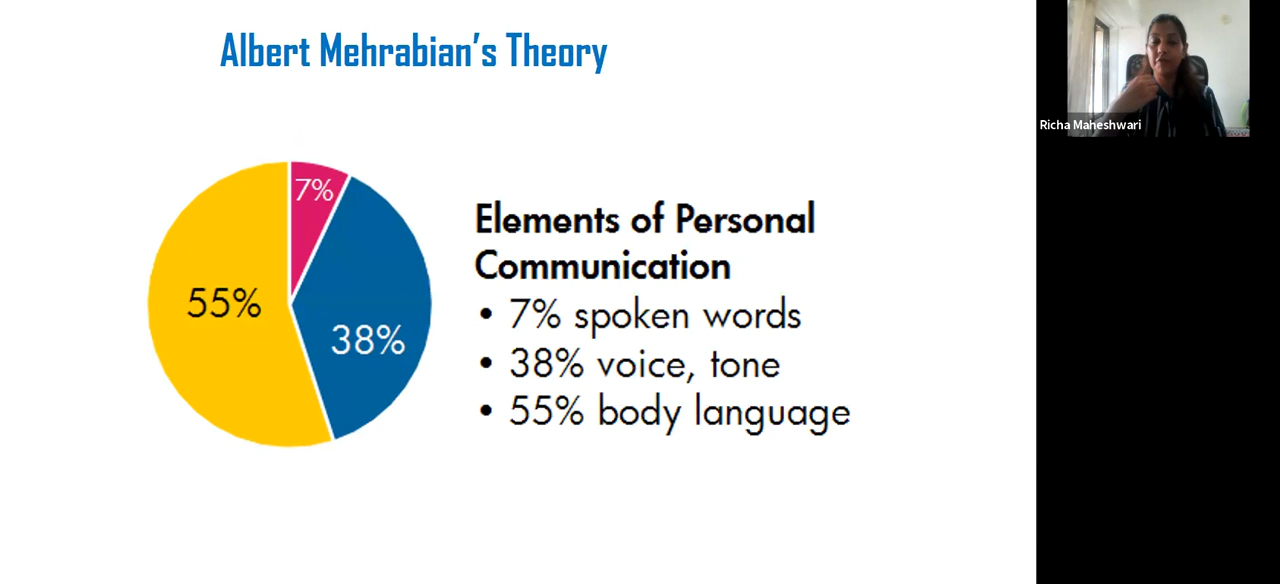 Albert Mehrabian's Theory
7%
55%
38%
Elements of Personal
Communication
• 7% spoken words
• 38% voice, tone
• 55% body language
Richa Maheshwari